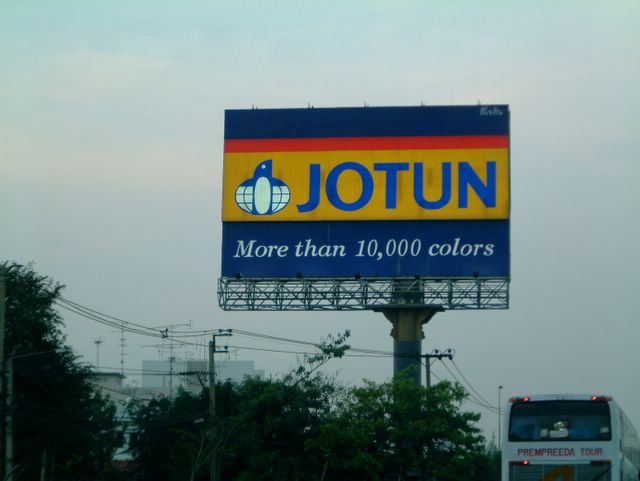 JOTUN
More than 10,000 colors
PREMPREEDA TOUR